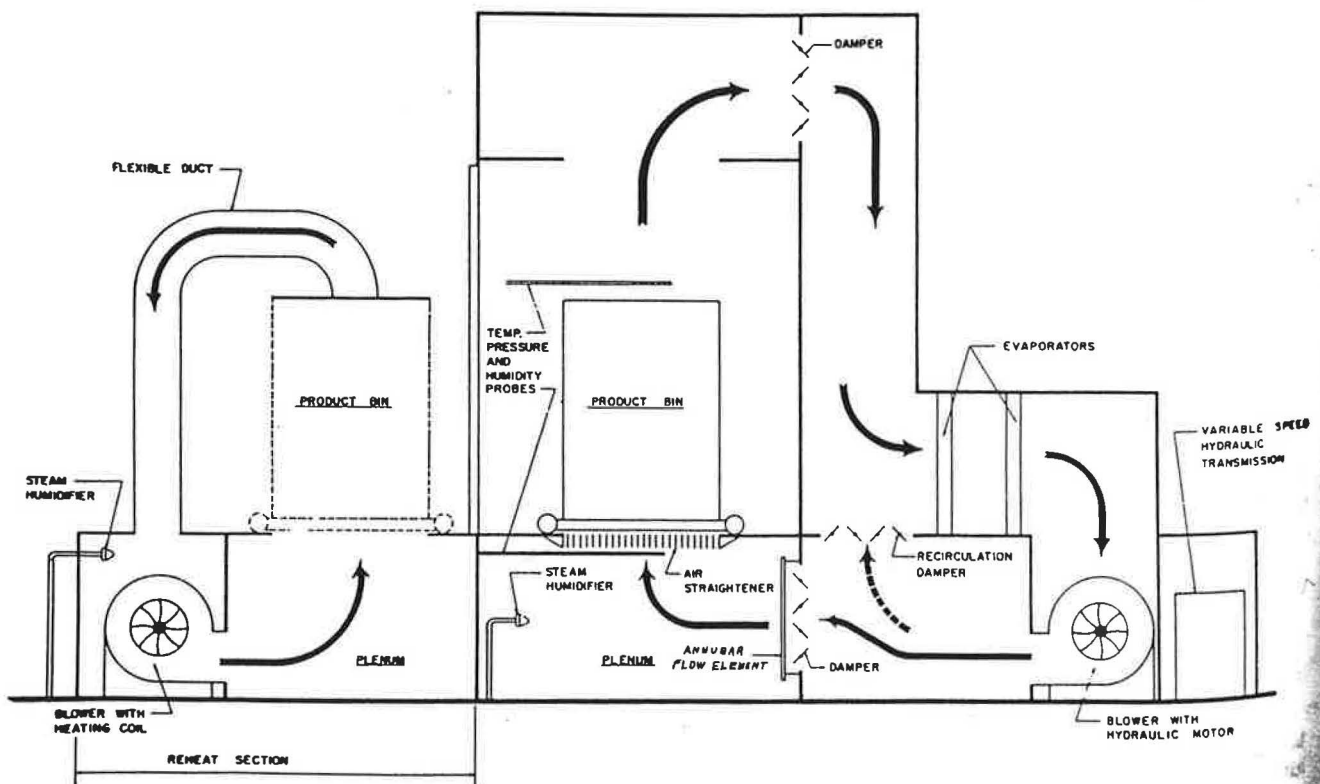 DAMPER
FLEXIBLE DUCT
TEMP.
PRESSURE
AND
HUMIDITY
PROBES
EVAPORATORS
PRODUCT BIN
PRODUCT BIN
VARIABLE SPEED
HYDRAULIC
TRANSMISSION
STEAM
HUMIDIFIER
RECIRCULATION
DAMPER
STEAM
HUMIDIFIER
AIR
STRAIGHTENER
PLENUM
PLENUM
ANNUBAR
FLOW ELEMENT
DAMPER
BLOWER WITH
HEATING COIL
BLOWER WITH
HYDRAULIC MOTOR
REHEAT SECTION